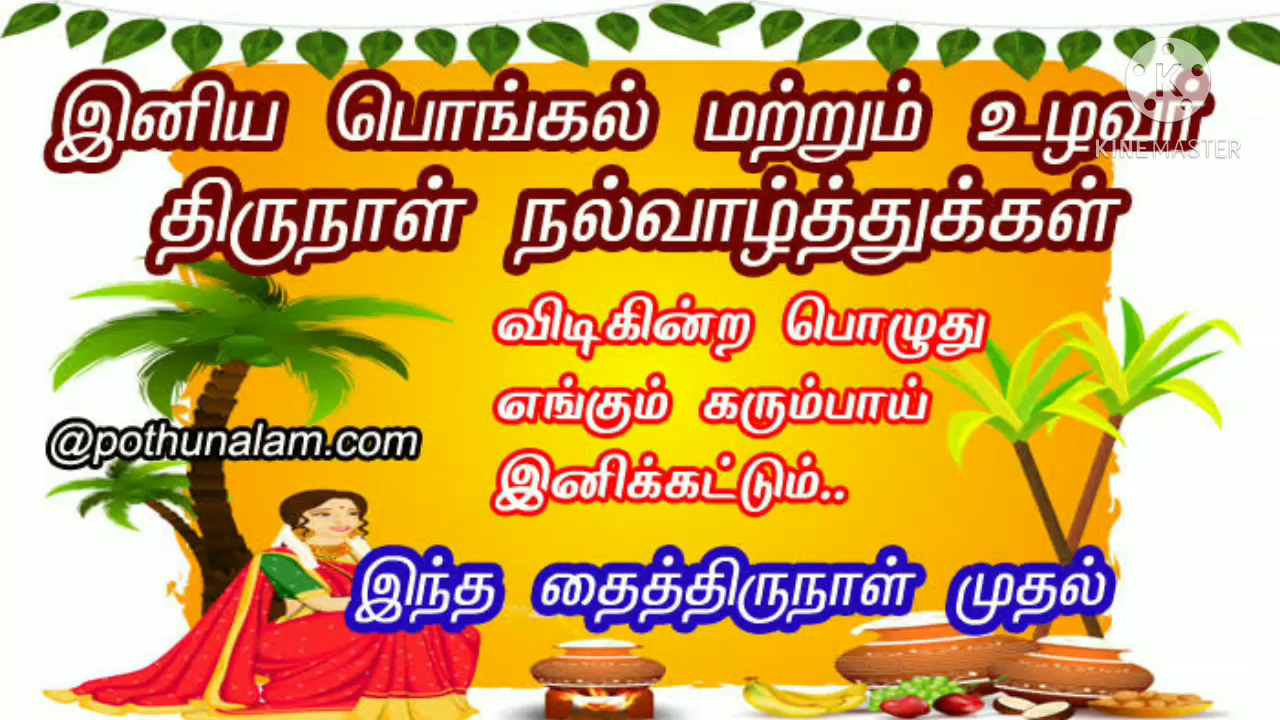 இனிய பொங்கல் மற்றும் உழவர்
KINEMASTER
திருநாள் நல்வாழ்த்துக்கள்
விடிகின்ற பொழுது
எங்கும் கரும்பாய்
@pothunalam.com
இனிக்கட்டும்..
இந்த தைத்திருநாள் முதல்